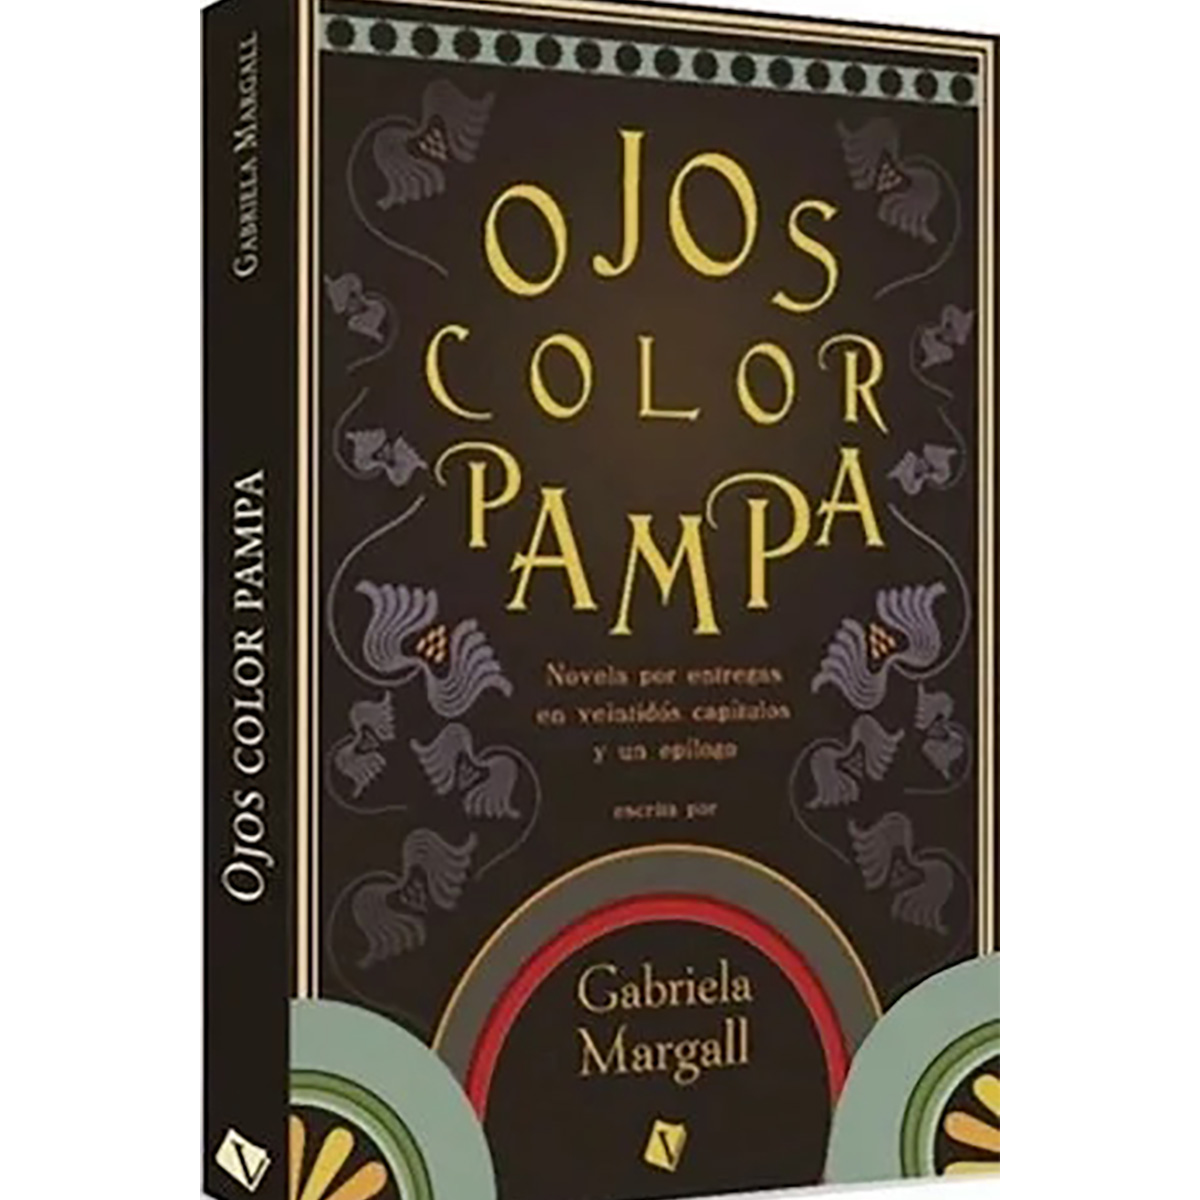 GABRIELLA MARGALL
OJOS COLOR PAMPA
V
OJOS
COLOR
PAMPA
Novela por entregas
en veintidós capítulos
y un epílogo
escrita por
Gabriela
Margall
V